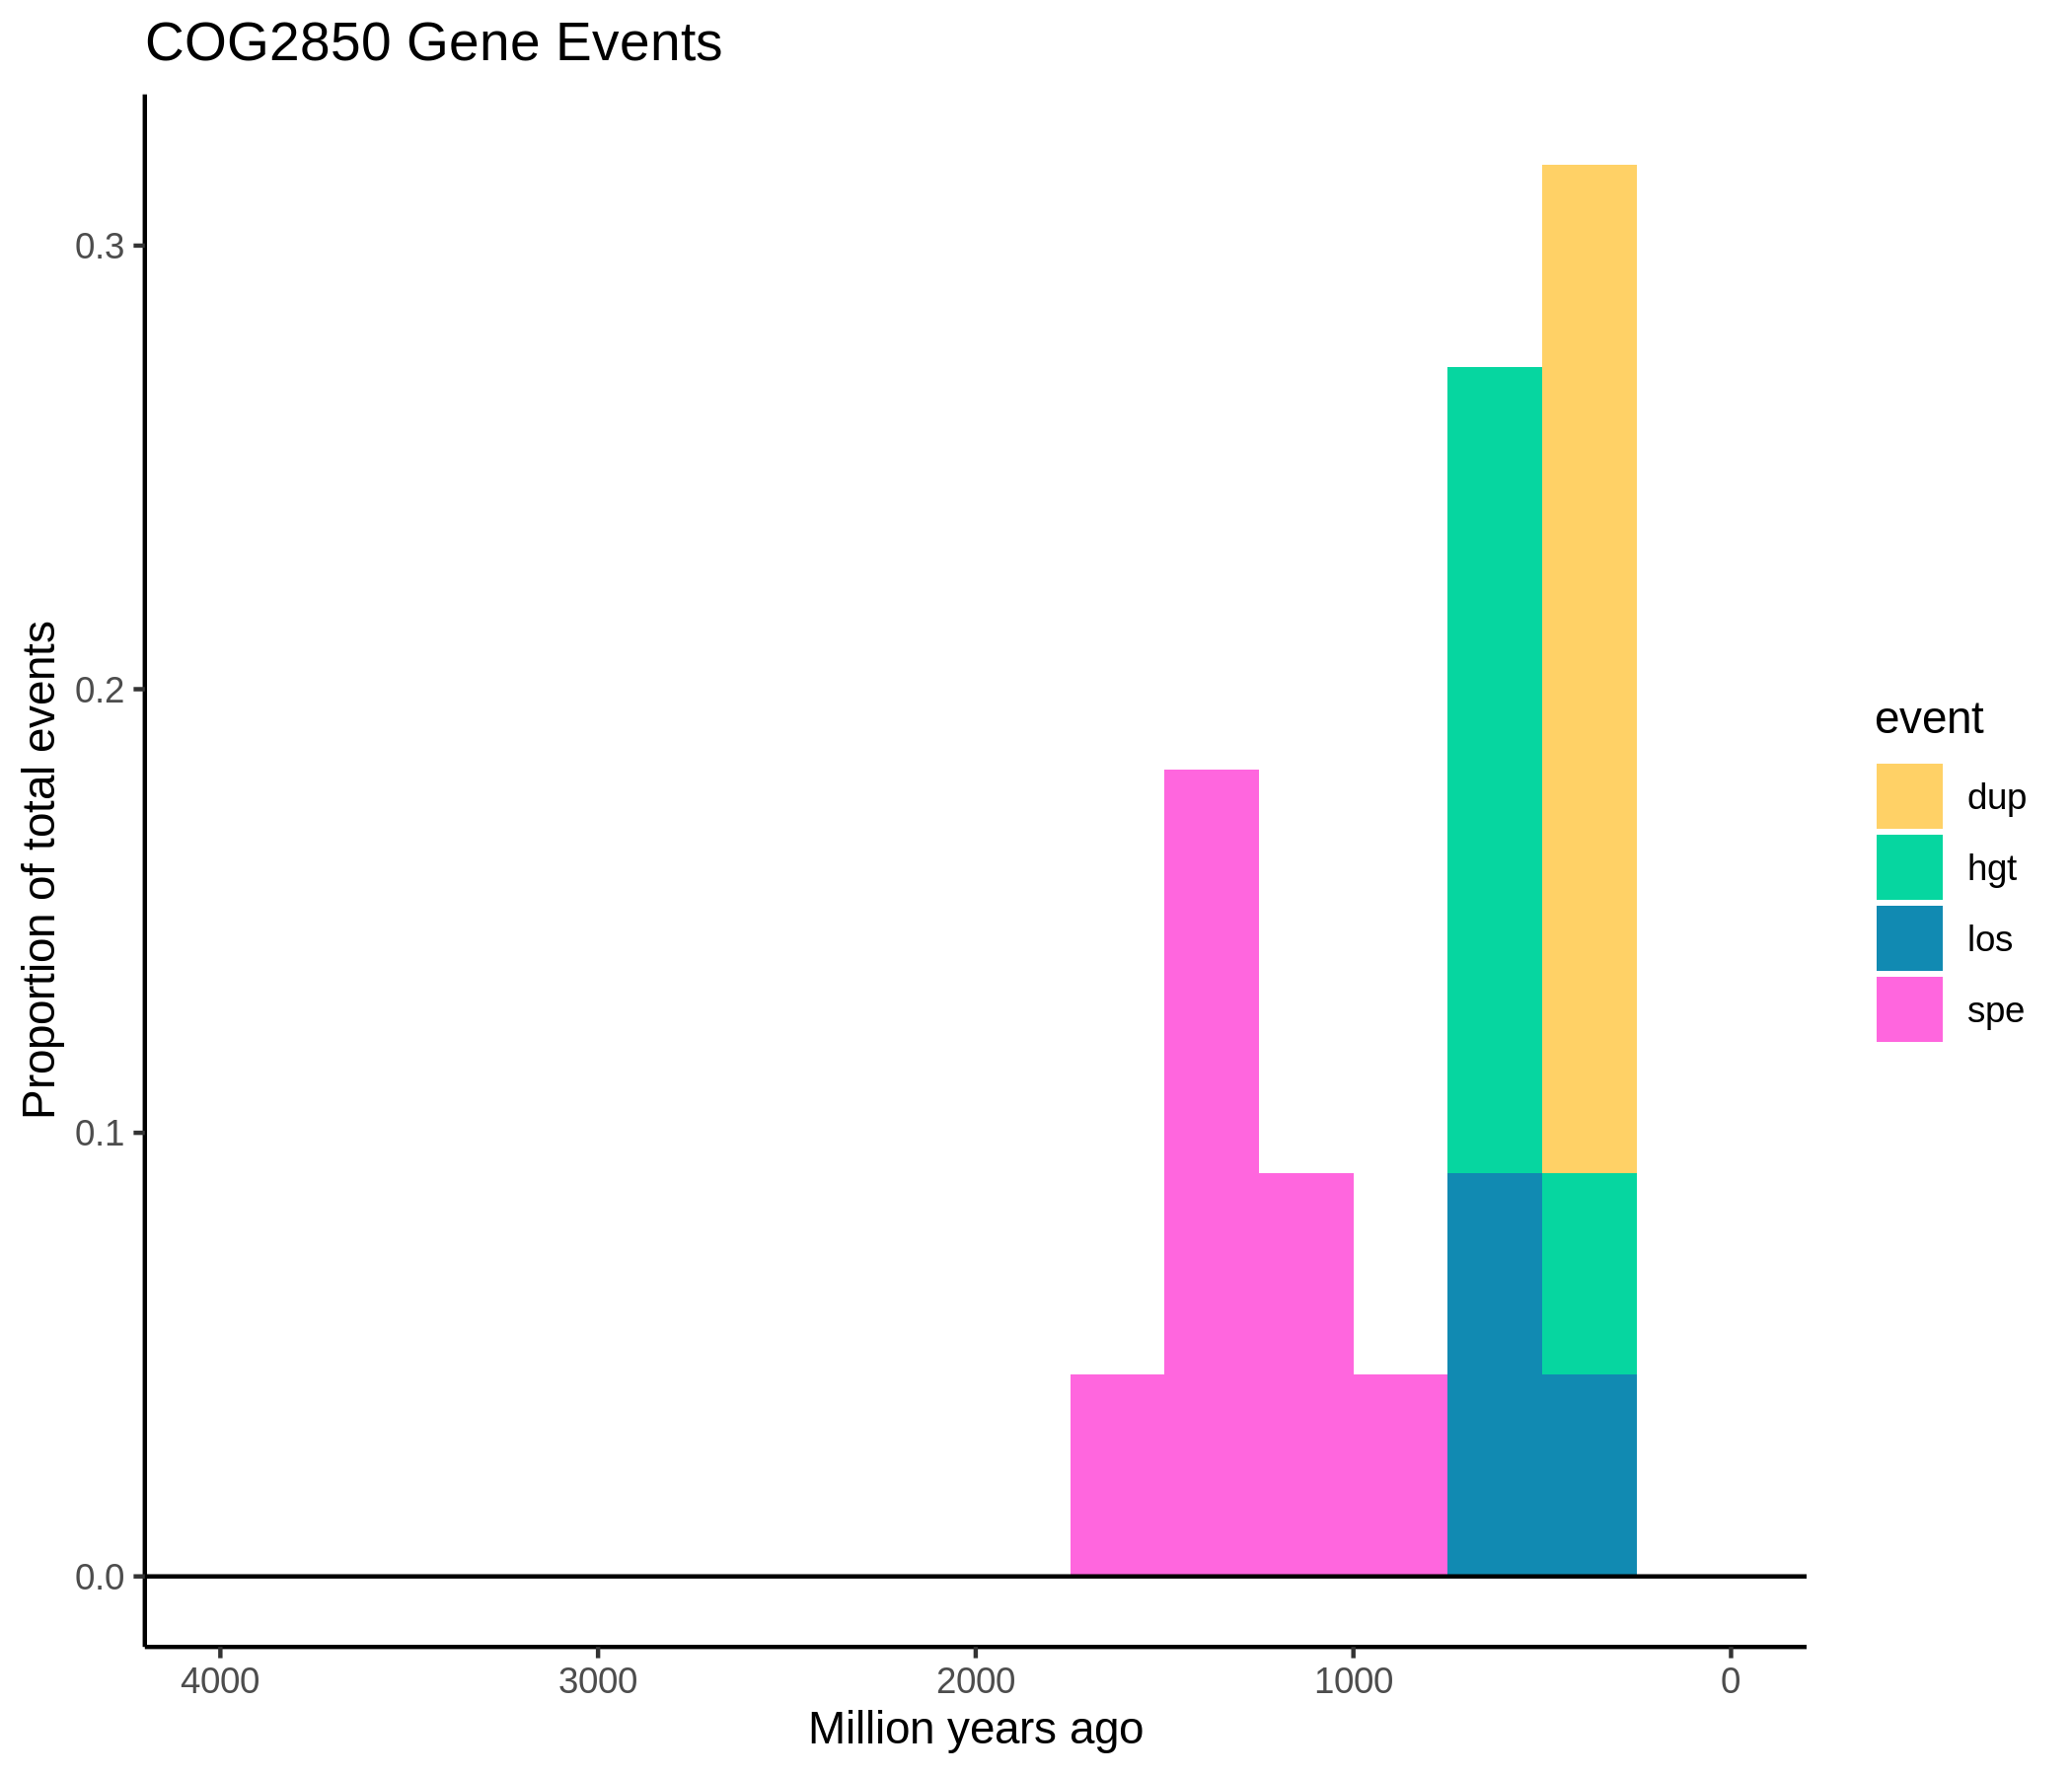 COG2850 Gene Events
Proportion of total events
0.3
0.2
0.1
0.0
4000 3000 2000 1000 0
Million years ago
event
dup
hgt
los
spe